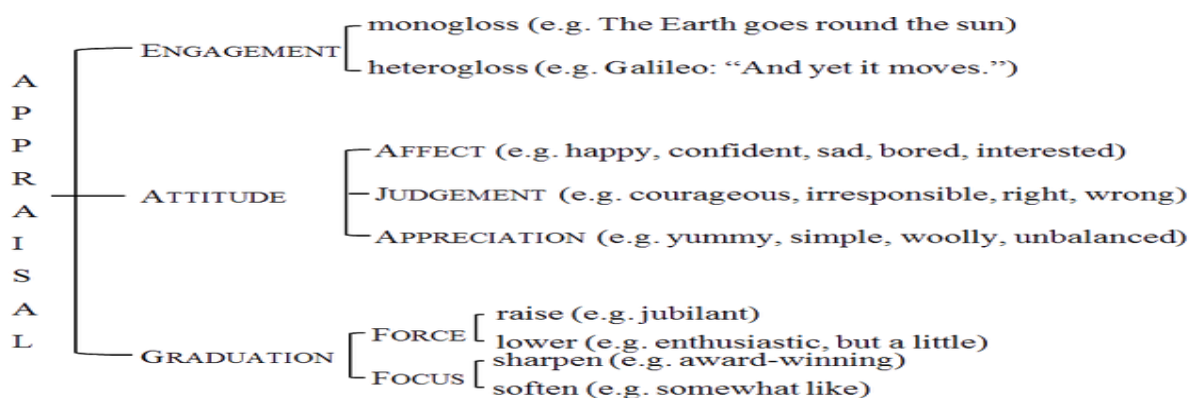 APPRAISAL
ENGAGEMENT
monogloss (e.g. The Earth goes round the sun)
heterogloss (e.g. Galileo: “And yet it moves.”)
ATTITUDE
AFFECT (e.g. happy, confident, sad, bored, interested)
JUDGEMENT (e.g. courageous, irresponsible, right, wrong)
APPRECIATION (e.g. yummy, simple, woolly, unbalanced)
GRADUATION
FORCE
raise (e.g. jubilant)
lower (e.g. enthusiastic, but a little)
FOCUS
sharpen (e.g. award-winning)
soften (e.g. somewhat like)